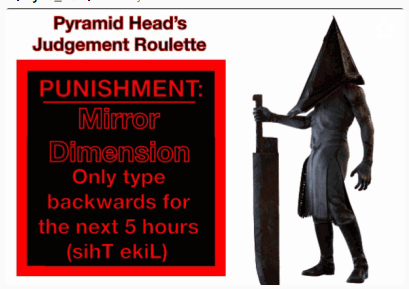 Pyramid Head's
Judgement Roulette
PUNISHMENT:
Mirror
Dimension
Only type
backwards for
the next 5 hours
(sihT ekiL)